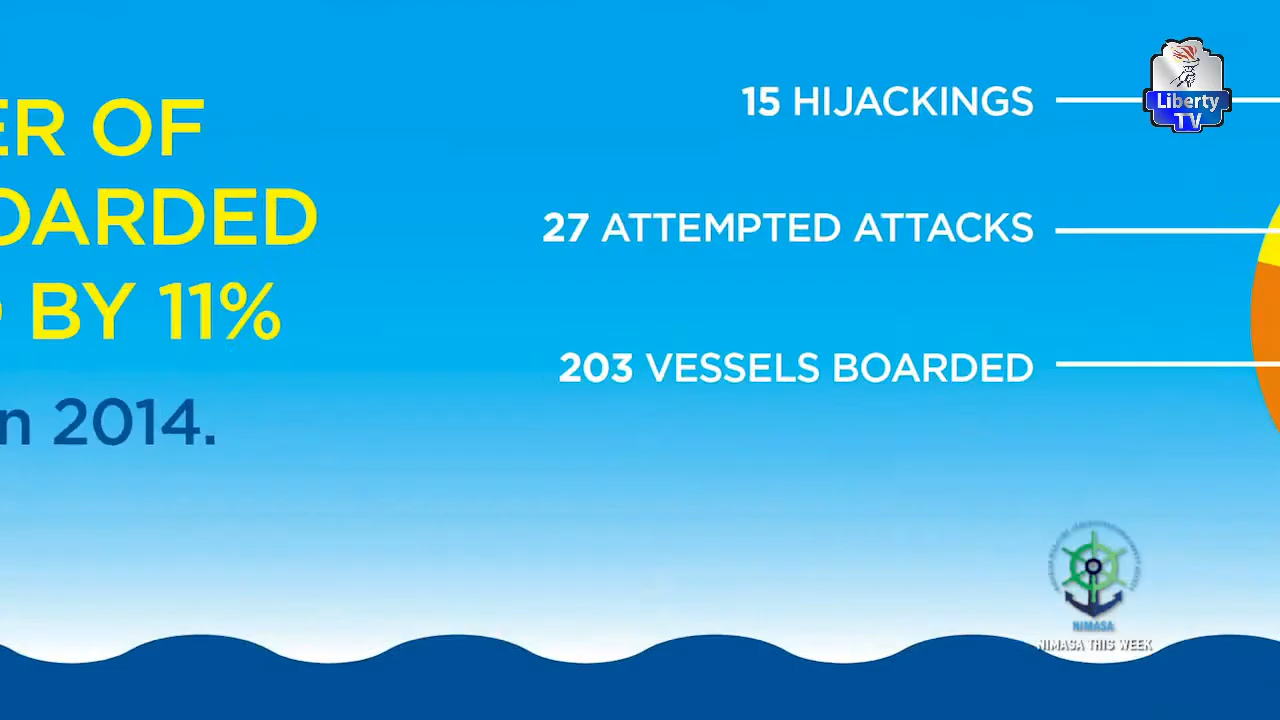 ER OF
OARDED
BY 11%
n 2014.
15 HIJACKINGS
27 ATTEMPTED ATTACKS
203 VESSELS BOARDED
Liberty
TV
NIMASA
NIMASA THIS WEEK